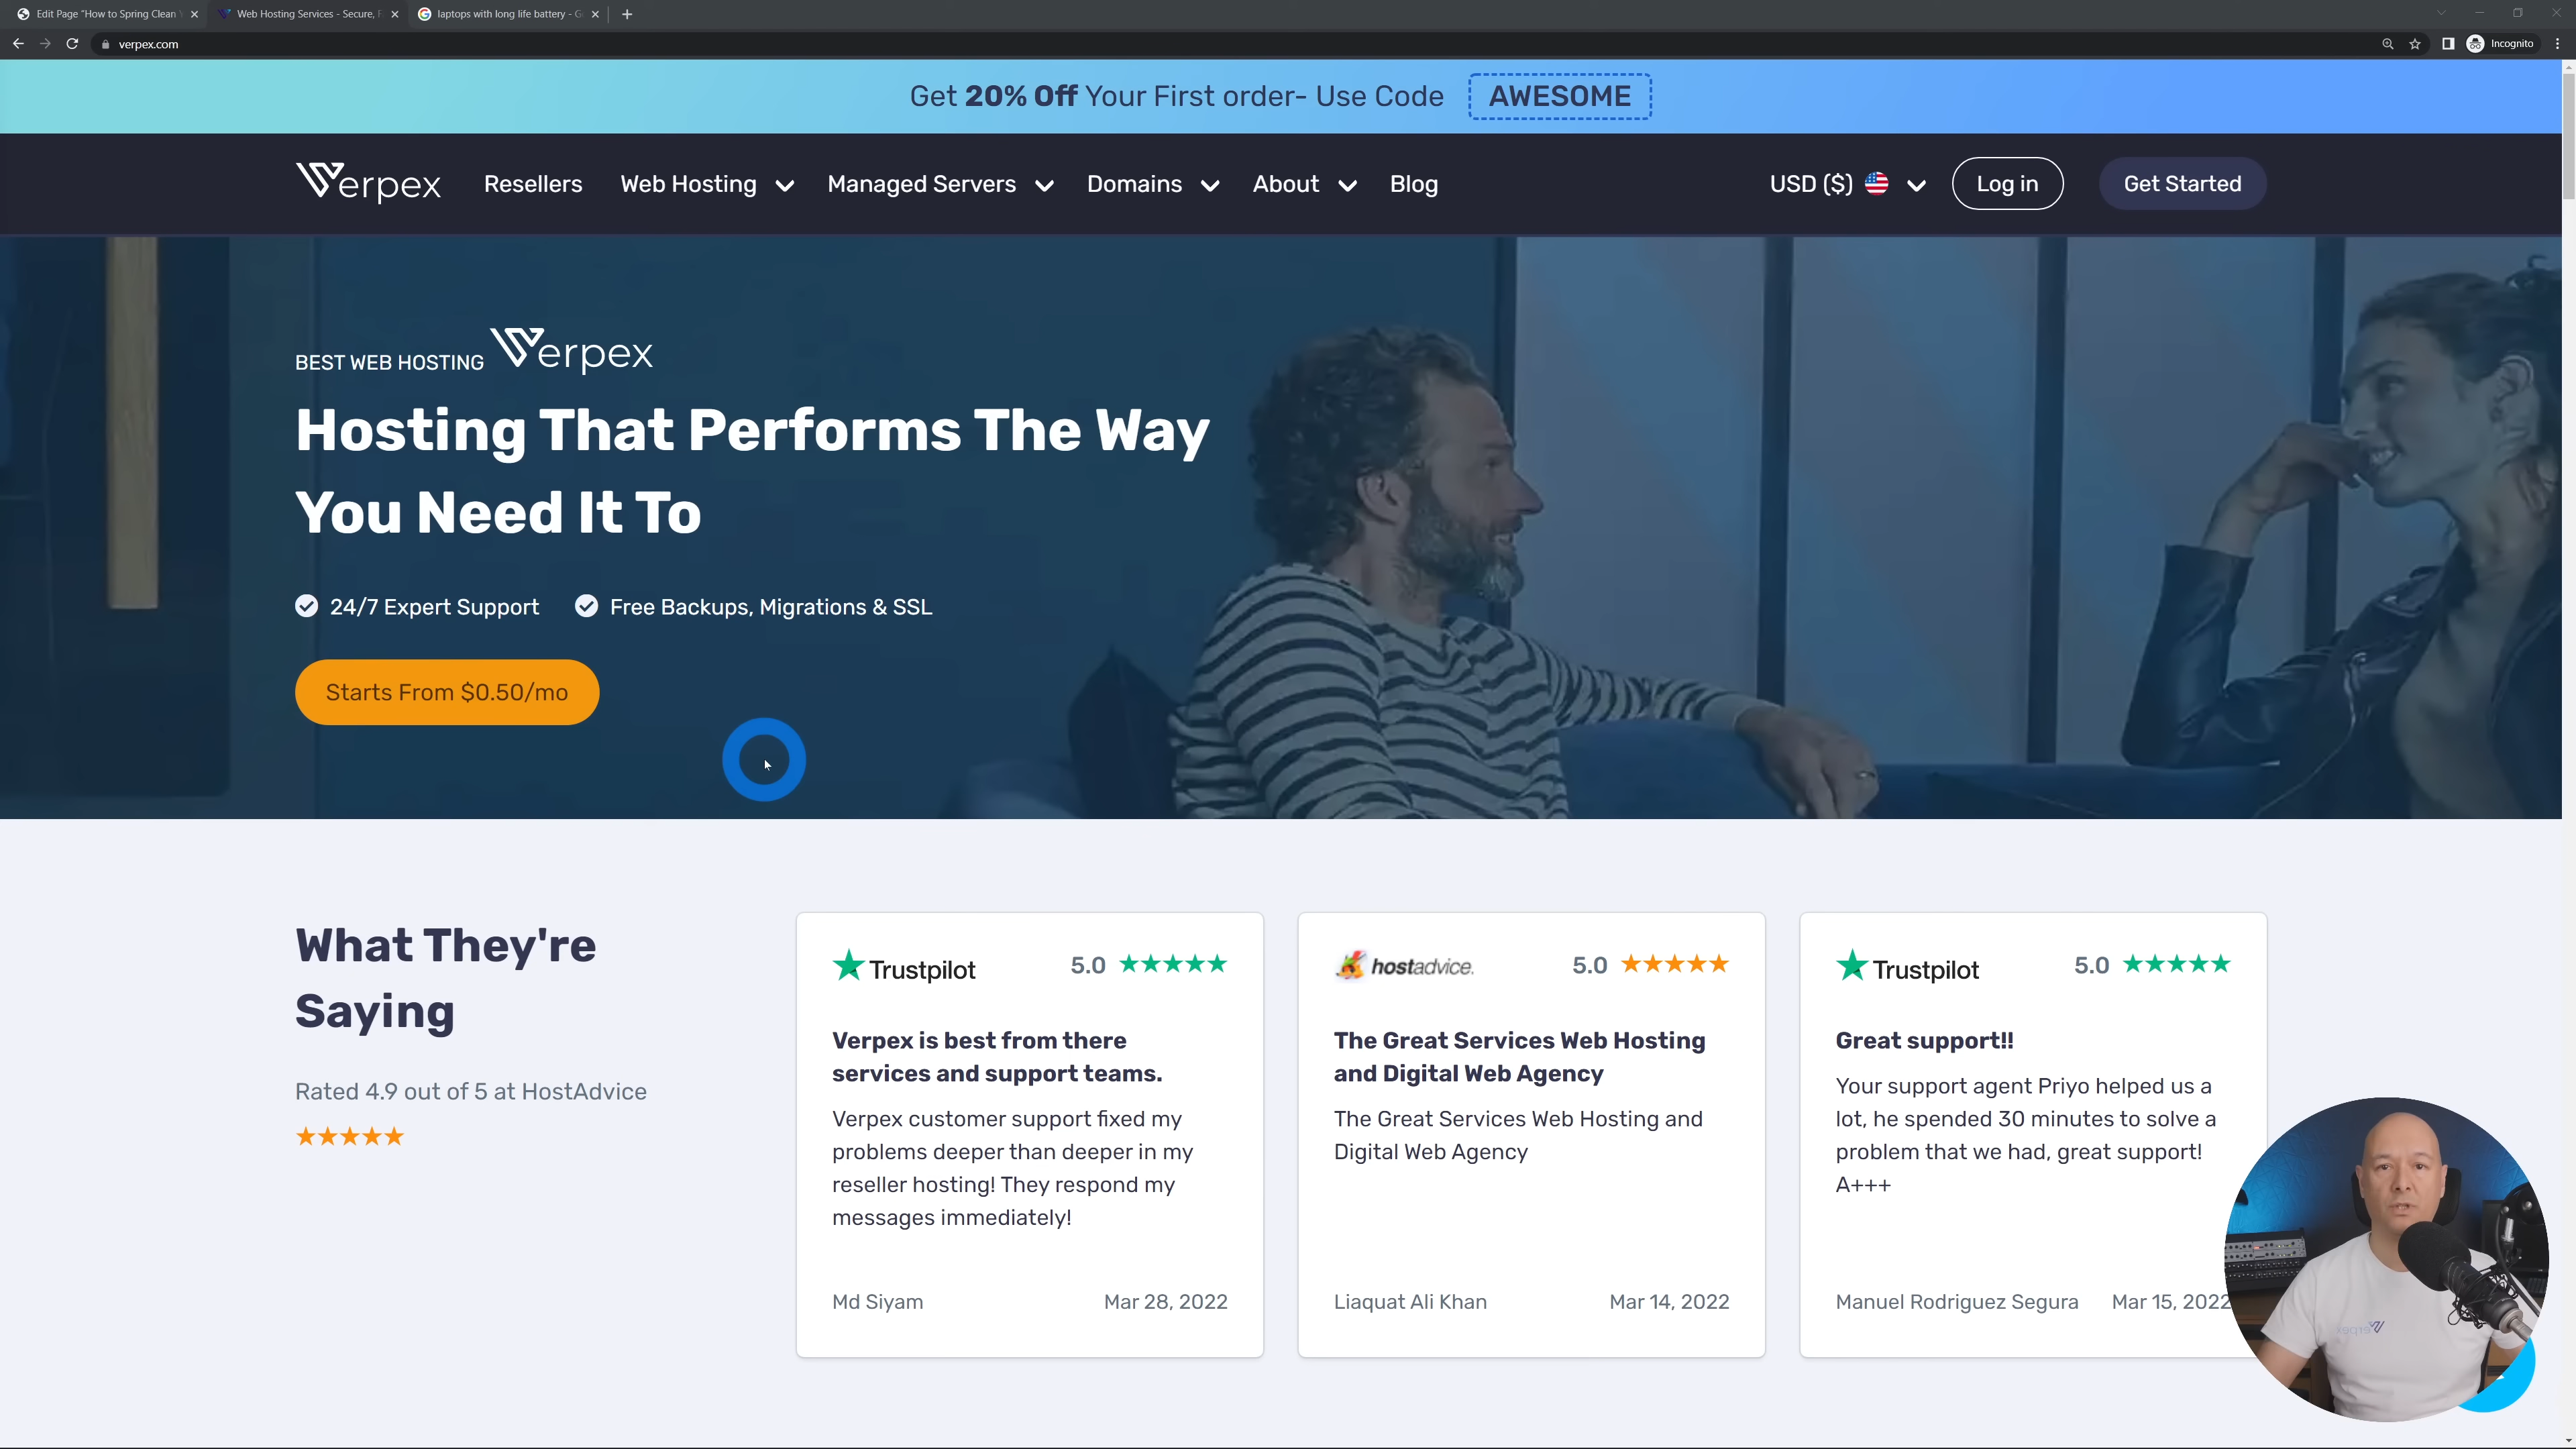 Edit Page "How to Spring Clean
Web Hosting Services - Secure, F
laptops with long life battery - G
verpex.com
Incognito
Get 20% Off Your First order- Use Code AWESOME
Verpex
Resellers
Web Hosting
Managed Servers
Domains
About
Blog
USD ($)
Log in
Get Started
BEST WEB HOSTING Verpex
Hosting That Performs The Way
You Need It To
24/7 Expert Support
Free Backups, Migrations & SSL
Starts From $0.50/mo
What They're
Saying
Rated 4.9 out of 5 at HostAdvice
Trustpilot 5.0
Verpex is best from there
services and support teams.
Verpex customer support fixed my
problems deeper than deeper in my
reseller hosting! They respond my
messages immediately!
Md Siyam Mar 28, 2022
hostadvice. 5.0
The Great Services Web Hosting
and Digital Web Agency
The Great Services Web Hosting and
Digital Web Agency
Liaquat Ali Khan Mar 14, 2022
Trustpilot 5.0
Great support!!
Your support agent Priyo helped us a
lot, he spended 30 minutes to solve a
problem that we had, great support!
A+++
Manuel Rodriguez Segura Mar 15, 2022
Verpex